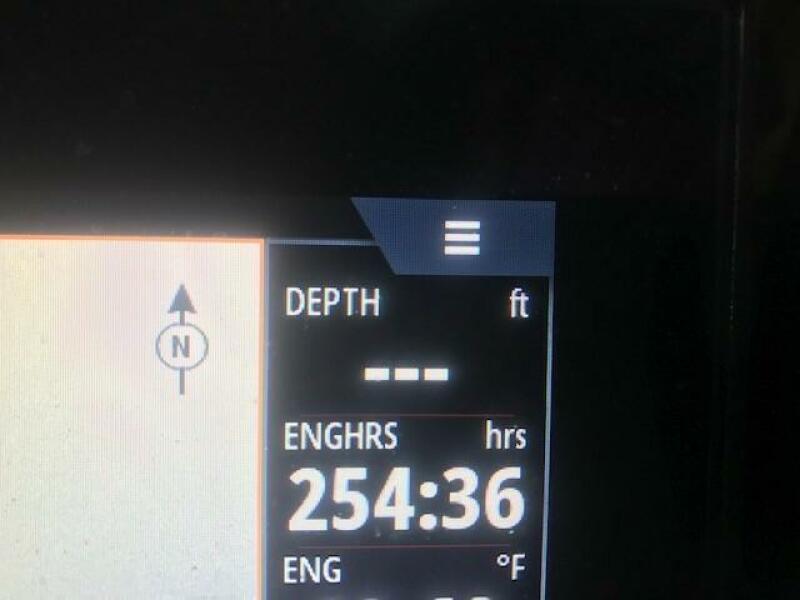 N
DEPTH ft
---
ENGHRS hrs
254:36
ENG °F